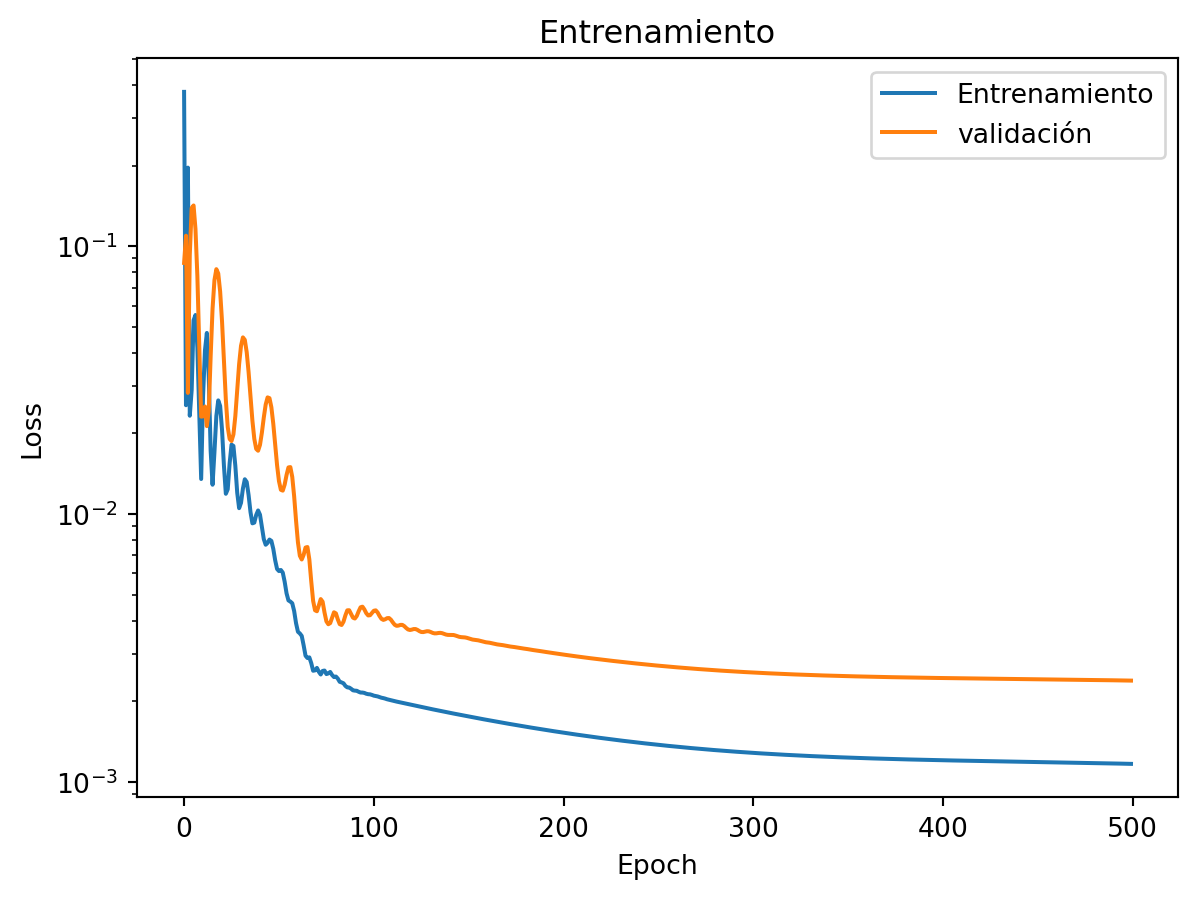 Entrenamiento
Entrenamiento
validación
Loss
10⁻¹
10⁻²
10⁻³
0 100 200 300 400 500
Epoch